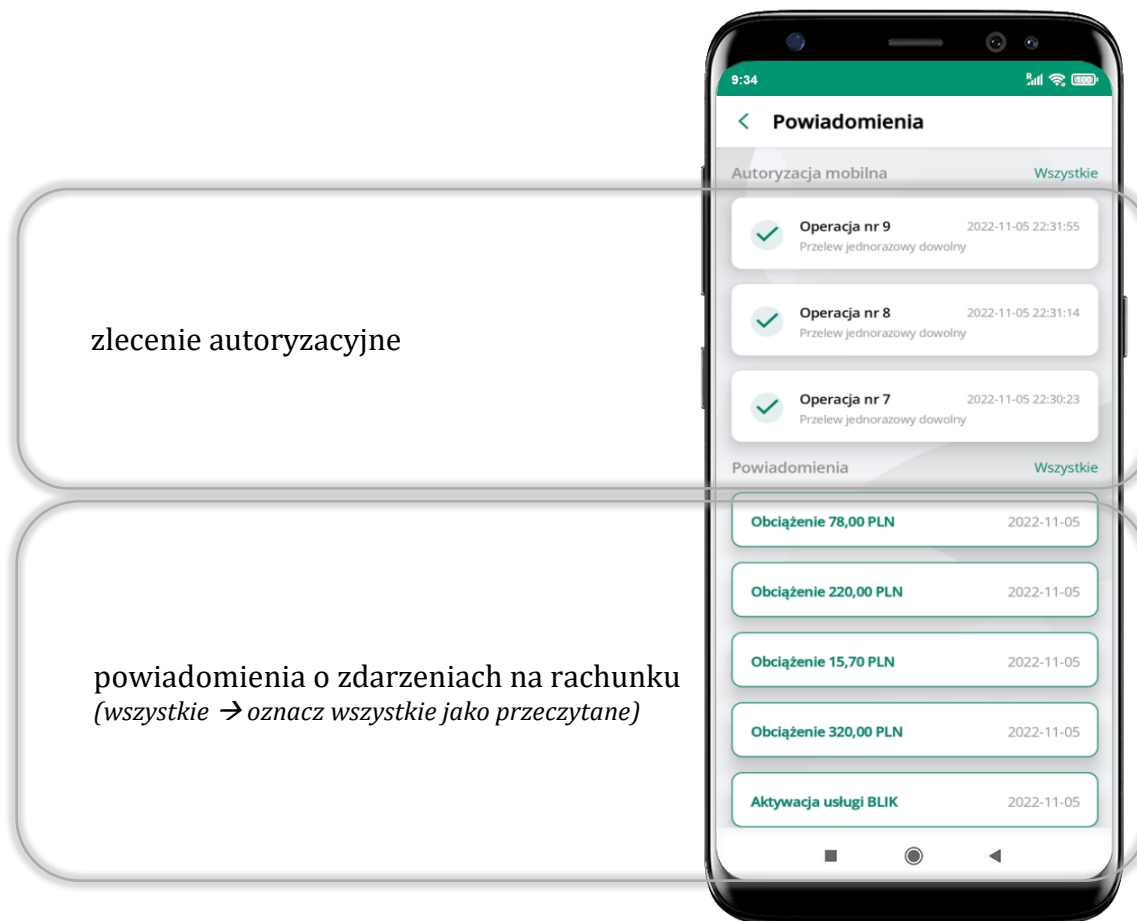 9:34
Powiadomienia
Autoryzacja mobilna Wszystkie
Operacja nr 9 2022-11-05 22:31:55
Przelew jednorazowy dowolny
zlecenie autoryzacyjne
Operacja nr 8 2022-11-05 22:31:14
Przelew jednorazowy dowolny
Operacja nr 7 2022-11-05 22:30:23
Przelew jednorazowy dowolny
Powiadomienia Wszystkie
Obciążenie 78,00 PLN 2022-11-05
Obciążenie 220,00 PLN 2022-11-05
powiadomienia o zdarzeniach na rachunku
(wszystkie → oznacz wszystkie jako przeczytane)
Obciążenie 15,70 PLN 2022-11-05
Obciążenie 320,00 PLN 2022-11-05
Aktywacja usługi BLIK 2022-11-05